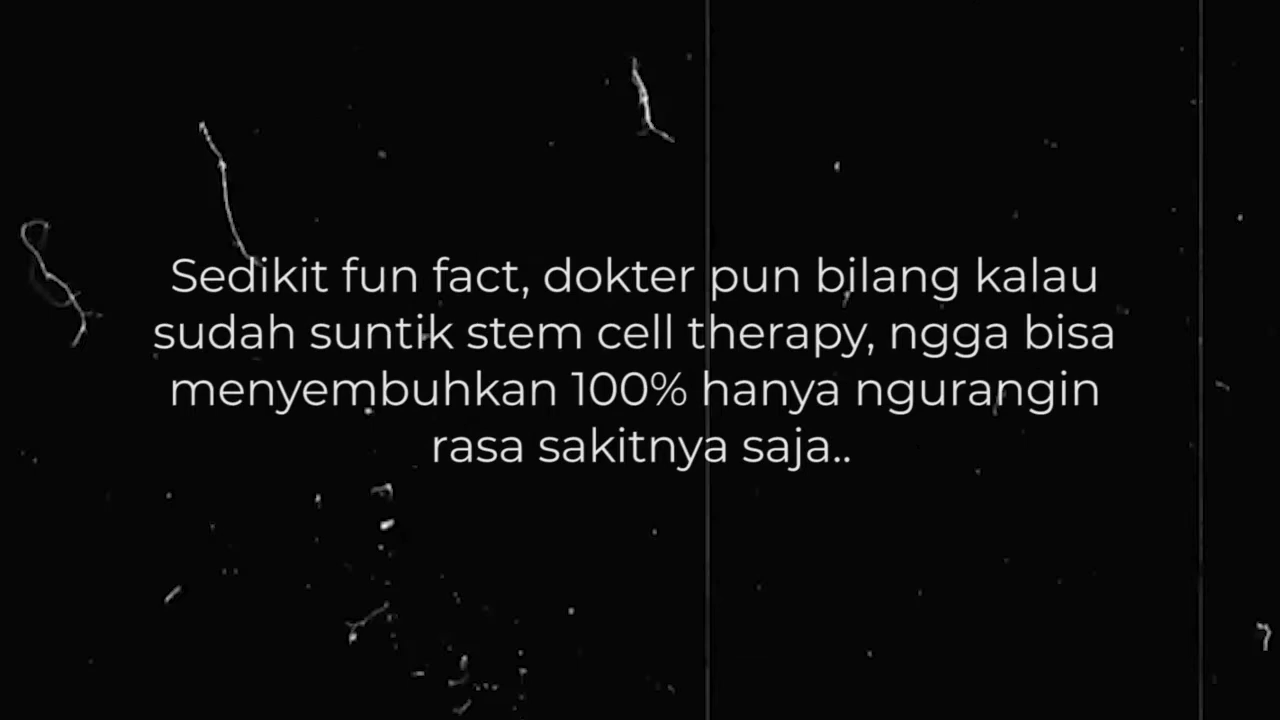 Sedikit fun fact, dokter pun bilang kalau
sudah suntik stem cell therapy, ngga bisa
menyembuhkan 100% hanya ngurangin
rasa sakitnya saja..